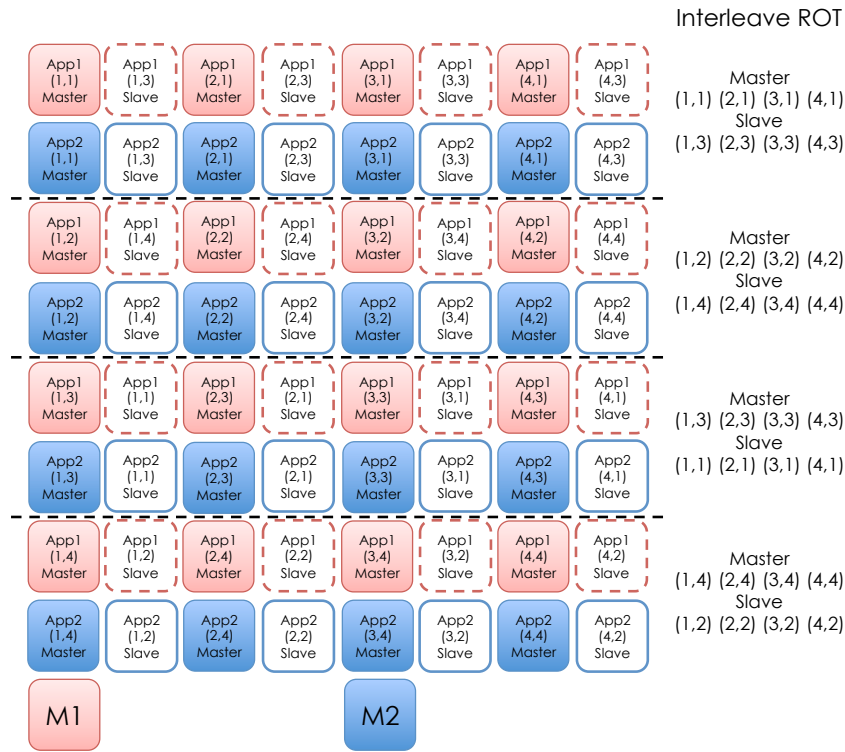 Interleave ROT
App1 App1 App1 App1 App1 App1 App1 App1
(1,1) (1,3) (2,1) (2,3) (3,1) (3,3) (4,1) (4,3)
Master Slave Master Slave Master Slave Master Slave
Master
(1,1) (2,1) (3,1) (4,1)
Slave
(1,3) (2,3) (3,3) (4,3)
App2 App2 App2 App2 App2 App2 App2 App2
(1,1) (1,3) (2,1) (2,3) (3,1) (3,3) (4,1) (4,3)
Master Slave Master Slave Master Slave Master Slave
App1 App1 App1 App1 App1 App1 App1 App1
(1,2) (1,4) (2,2) (2,4) (3,2) (3,4) (4,2) (4,4)
Master Slave Master Slave Master Slave Master Slave
Master
(1,2) (2,2) (3,2) (4,2)
Slave
(1,4) (2,4) (3,4) (4,4)
App2 App2 App2 App2 App2 App2 App2 App2
(1,2) (1,4) (2,2) (2,4) (3,2) (3,4) (4,2) (4,4)
Master Slave Master Slave Master Slave Master Slave
App1 App1 App1 App1 App1 App1 App1 App1
(1,3) (1,1) (2,3) (2,1) (3,3) (3,1) (4,3) (4,1)
Master Slave Master Slave Master Slave Master Slave
Master
(1,3) (2,3) (3,3) (4,3)
Slave
(1,1) (2,1) (3,1) (4,1)
App2 App2 App2 App2 App2 App2 App2 App2
(1,3) (1,1) (2,3) (2,1) (3,3) (3,1) (4,3) (4,1)
Master Slave Master Slave Master Slave Master Slave
App1 App1 App1 App1 App1 App1 App1 App1
(1,4) (1,2) (2,4) (2,2) (3,4) (3,2) (4,4) (4,2)
Master Slave Master Slave Master Slave Master Slave
Master
(1,4) (2,4) (3,4) (4,4)
Slave
(1,2) (2,2) (3,2) (4,2)
App2 App2 App2 App2 App2 App2 App2 App2
(1,4) (1,2) (2,4) (2,2) (3,4) (3,2) (4,4) (4,2)
Master Slave Master Slave Master Slave Master Slave
M1 M2